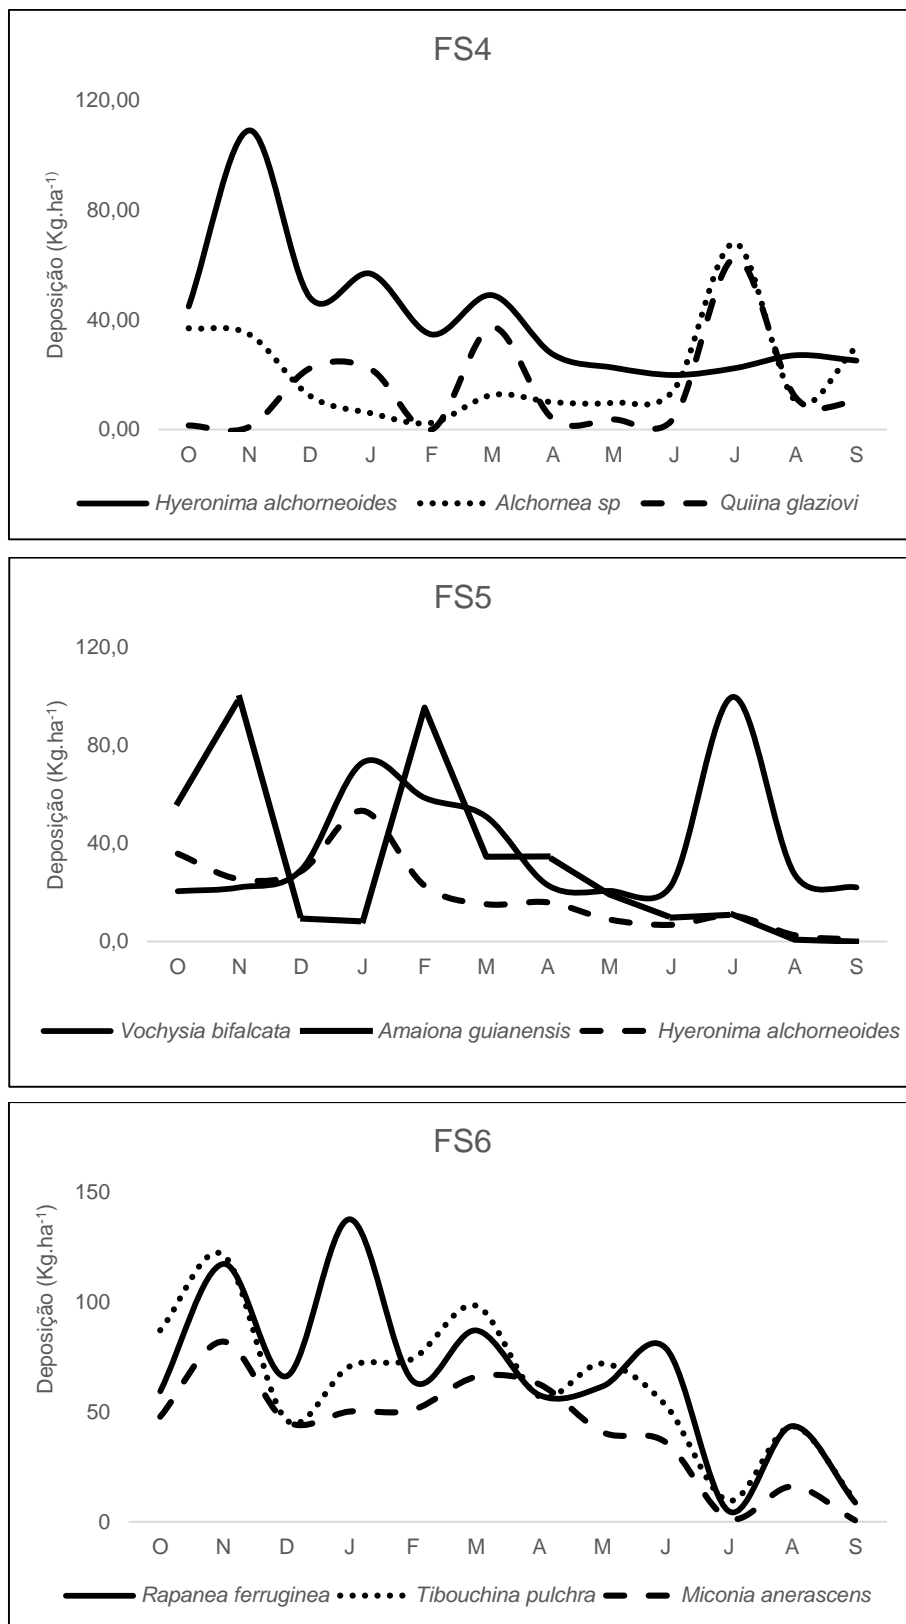 FS4
Deposição (Kg.ha-1)
120,00
80,00
40,00
0,00
O N D J F M A M J J A S
Hyeronima alchorneoides Alchornea sp Quiina glaziovi
FS5
Deposição (Kg.ha-1)
120,0
80,0
40,0
0,0
O N D J F M A M J J A S
Vochysia bifalcata Amaiona guianensis Hyeronima alchorneoides
FS6
Deposição (Kg.ha-1)
150
100
50
0
O N D J F M A M J J A S
Rapanea ferruginea Tibouchina pulchra Miconia anerascens